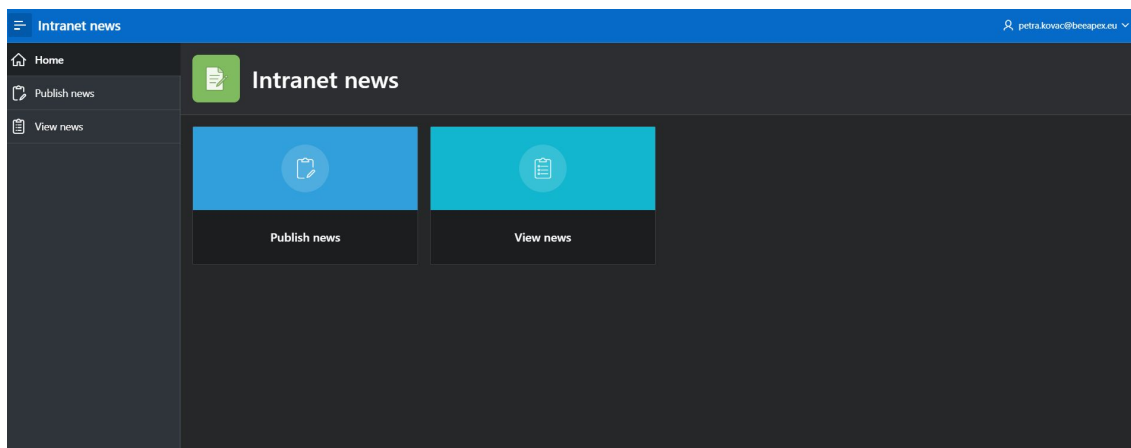 Intranet news
petra.kovac@beeapex.eu
Home
Publish news
View news
Intranet news
Publish news
View news